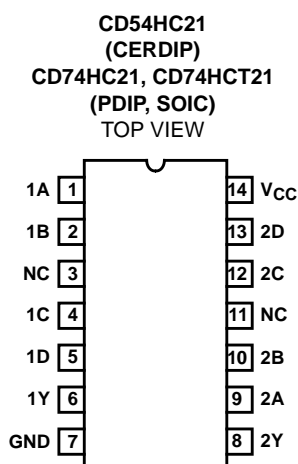 CD54HC21
(CERDIP)
CD74HC21, CD74HCT21
(PDIP, SOIC)
TOP VIEW
1A 1 14 VCC
1B 2 13 2D
NC 3 12 2C
1C 4 11 NC
1D 5 10 2B
1Y 6 9 2A
GND 7 8 2Y